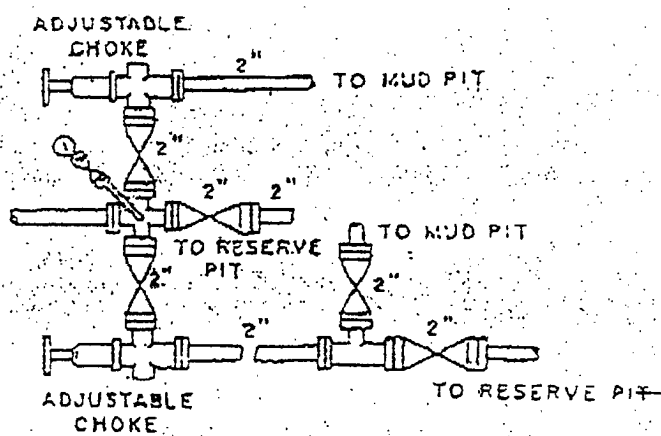 ADJUSTABLE
CHOKE
2"
TO MUD PIT
2"
2" 2"
TO RESERVE
PIT
TO MUD PIT
2"
2"
2"
2"
TO RESERVE PIT
ADJUSTABLE
CHOKE